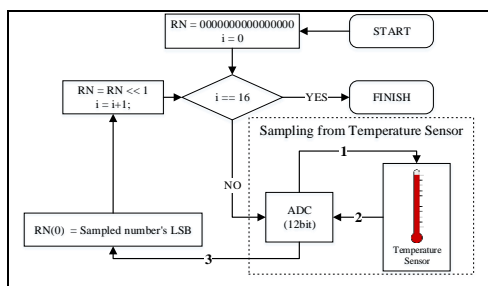 RN = 0000000000000000
i = 0
START
RN = RN << 1
i = i+1;
i == 16
YES
FINISH
Sampling from Temperature Sensor
1
NO
ADC
(12bit)
2
Temperature
Sensor
RN(0) = Sampled number's LSB
3